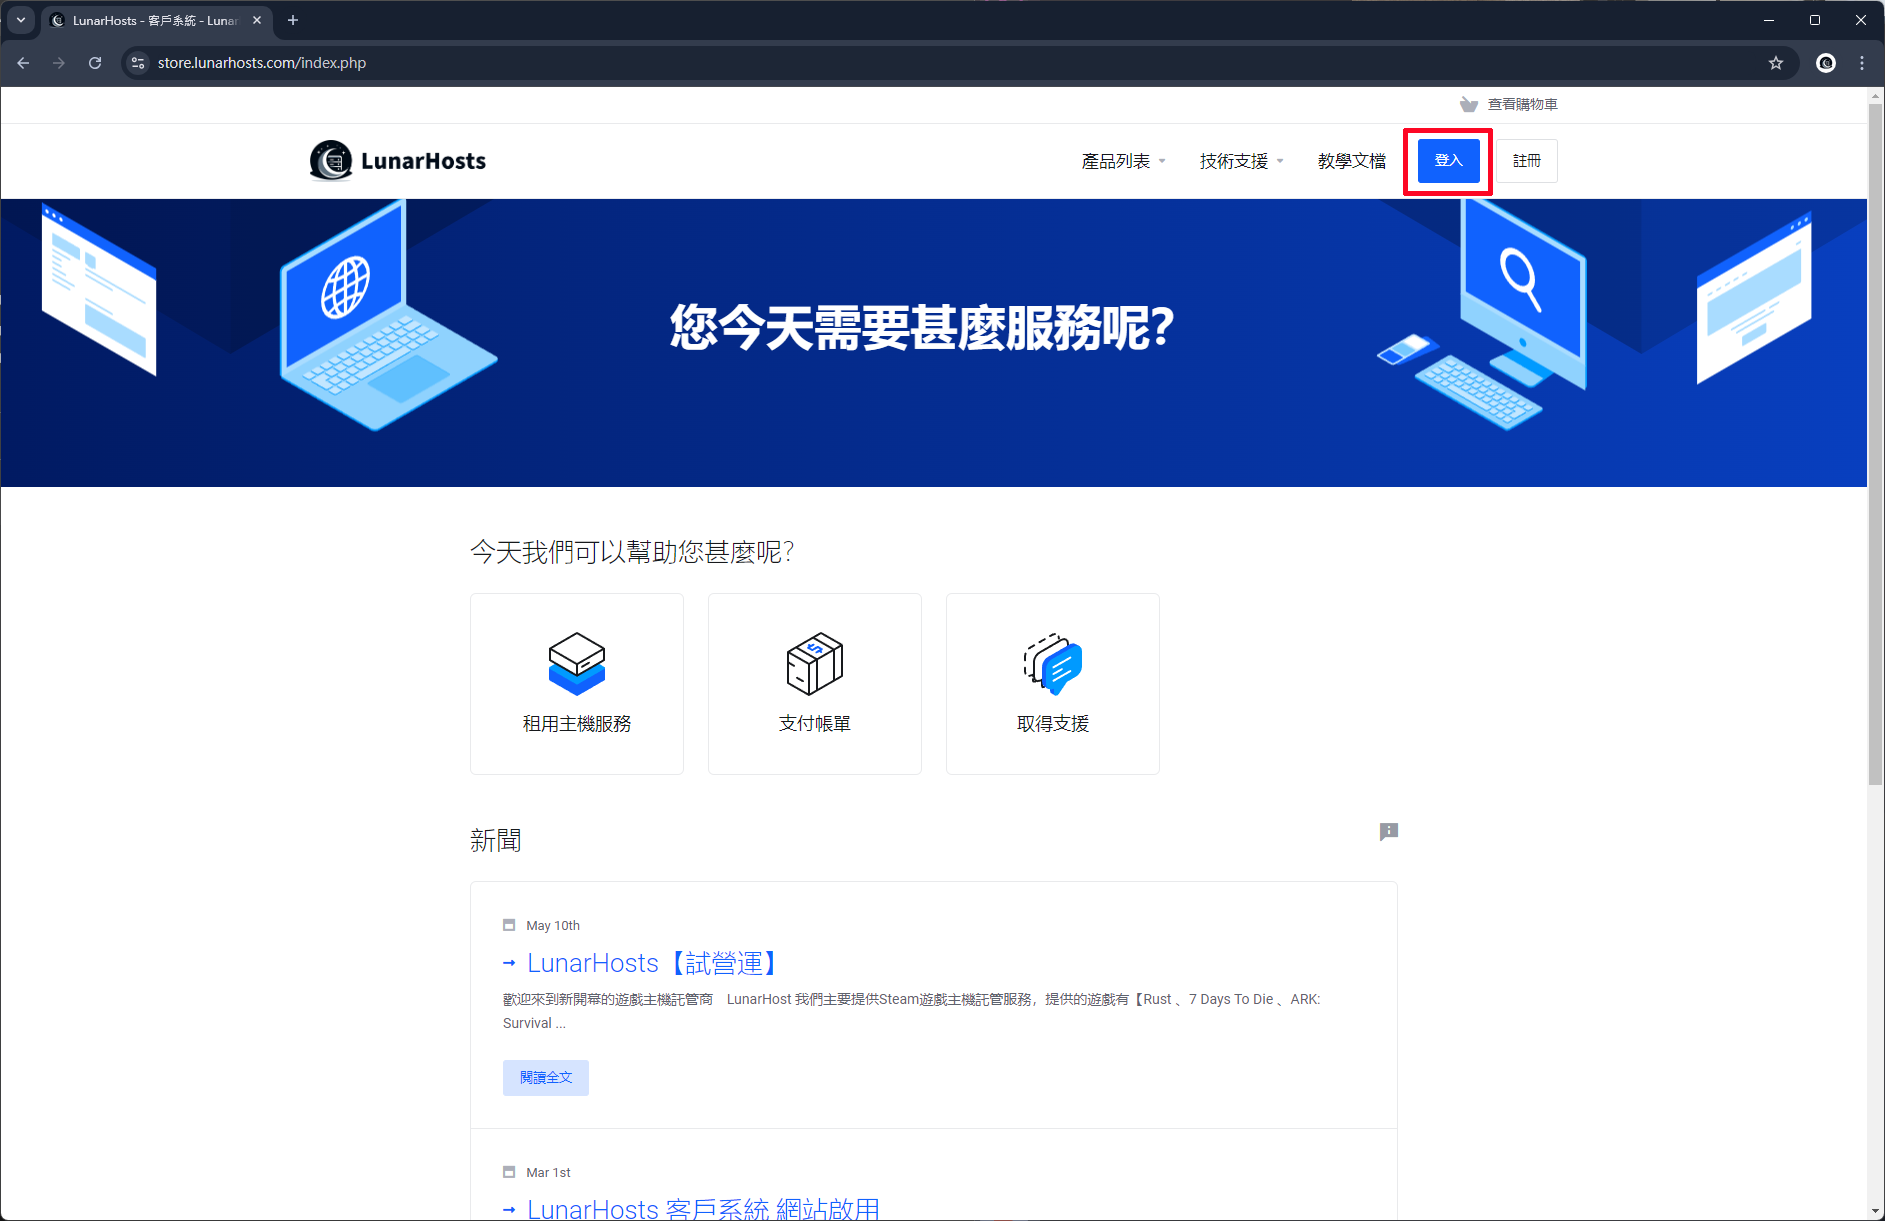 LunarHosts - 客戶系統 - Lunar
store.lunarhosts.com/index.php
查看購物車
LunarHosts
產品列表
技術支援
教學文檔
登入
註冊
您今天需要甚麼服務呢?
今天我們可以幫助您甚麼呢?
租用主機服務
支付帳單
取得支援
新聞
May 10th
→ LunarHosts【試營運】
歡迎來到新開幕的遊戲主機託管商 LunarHost 我們主要提供Steam遊戲主機託管服務，提供的遊戲有【Rust 、7 Days To Die 、ARK:
Survival ...
閱讀全文
Mar 1st
→ LunarHosts 客戶系統 網站啟用